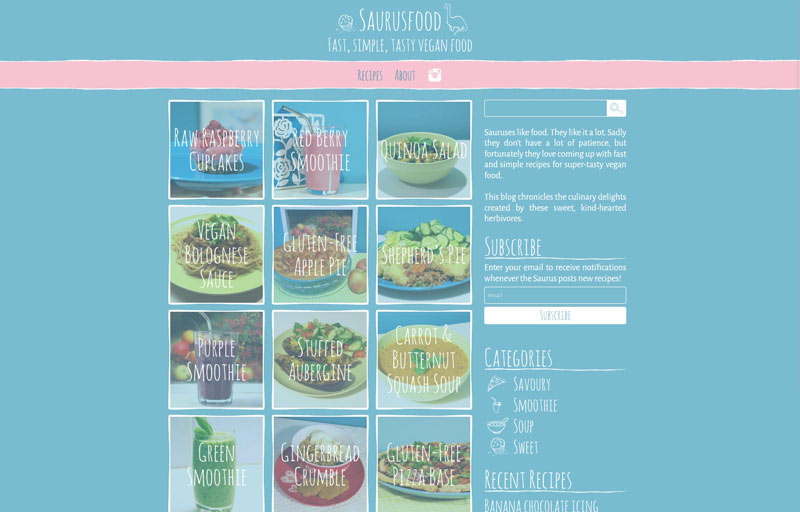 Saurusfood
Fast, simple, tasty vegan food
Recipes About
Raw Raspberry
Cupcakes
Red Berry
Smoothie
Quinoa Salad
Vegan
Bolognese
Sauce
Gluten-Free
Apple Pie
Shepherd's Pie
Purple
Smoothie
Stuffed
Aubergine
Carrot &
Butternut
Squash Soup
Green
Smoothie
Gingerbread
Crumble
Gluten-Free
Pizza Base
Sauruses like food. They like it a lot. Sadly
they don't have a lot of patience, but
fortunately they love coming up with fast
and simple recipes for super-tasty vegan
food.
This blog chronicles the culinary delights
created by these sweet, kind-hearted
herbivores.
Subscribe
Enter your email to receive notifications
whenever the Saurus posts new recipes!
email
Subscribe
Categories
Savoury
Smoothie
Soup
Sweet
Recent Recipes
Banana chocolate icing